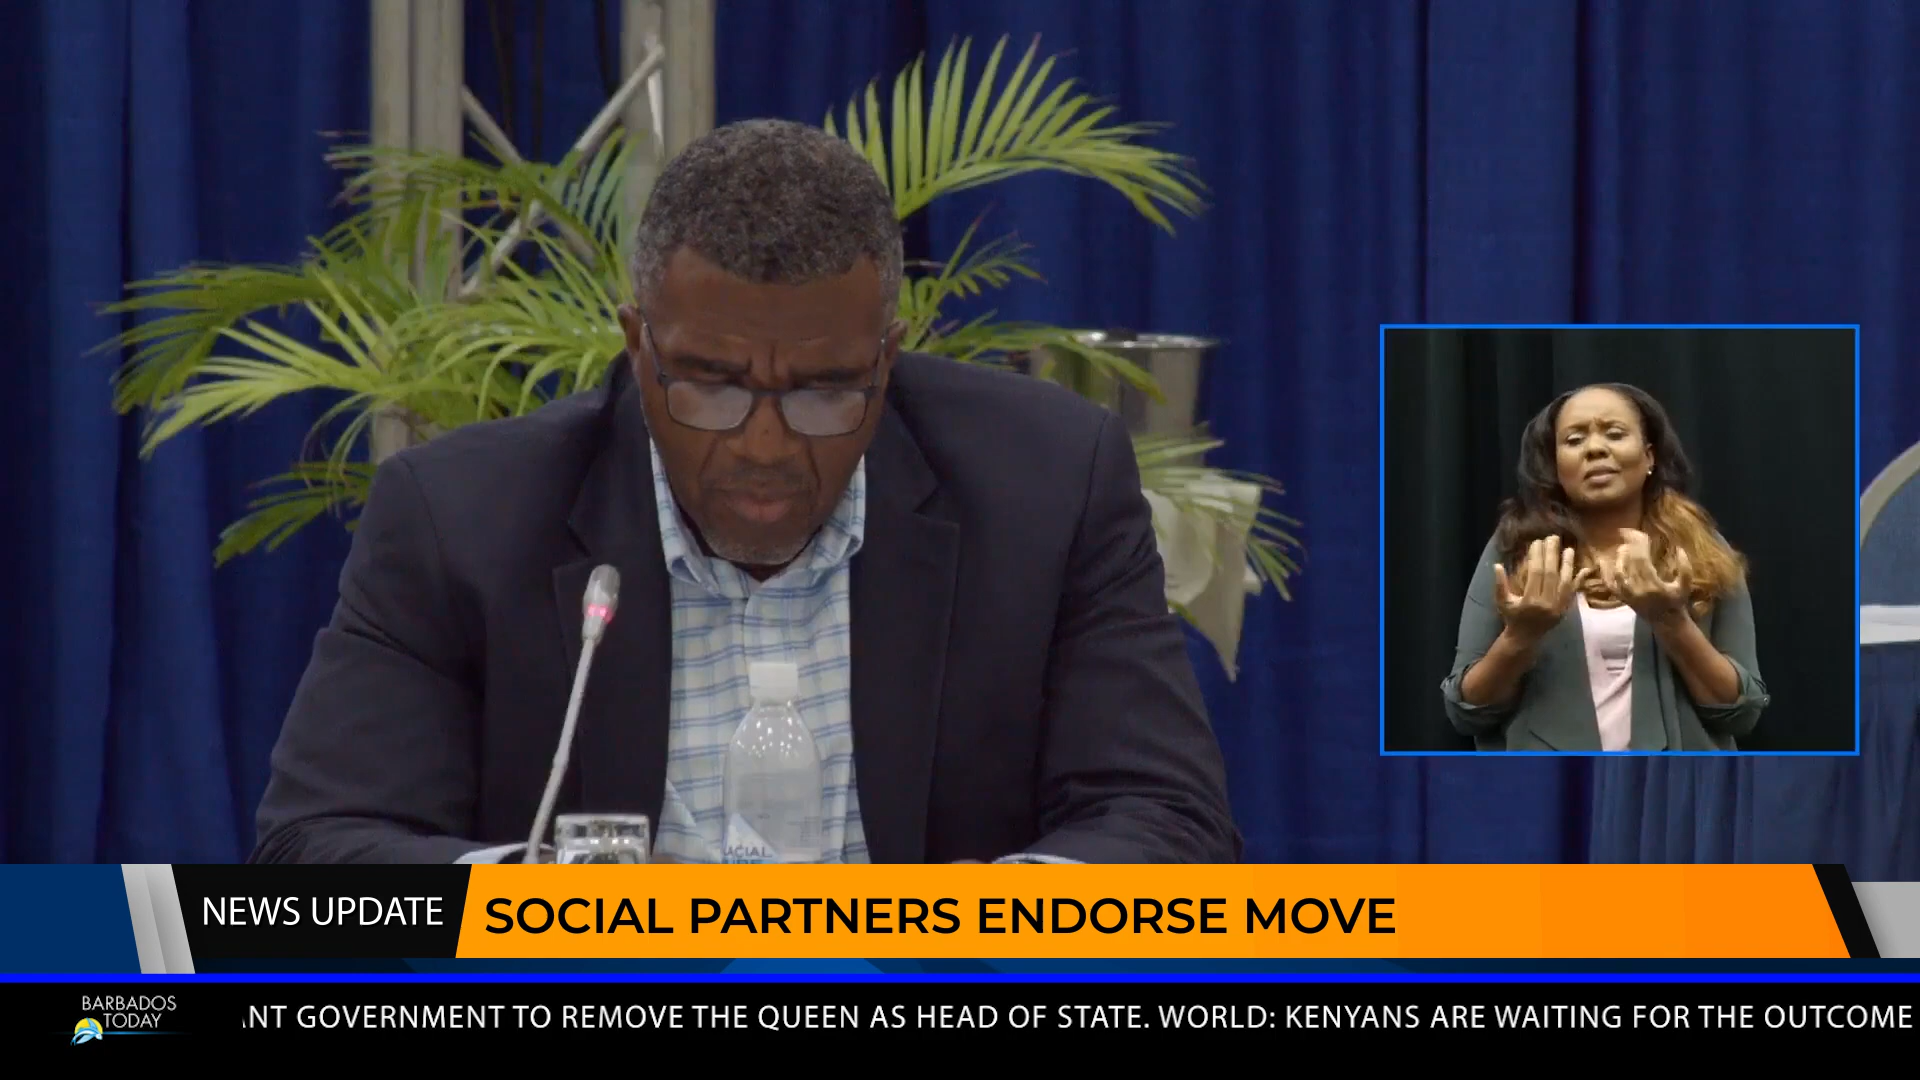 NEWS UPDATE
SOCIAL PARTNERS ENDORSE MOVE
BARBADOS
TODAY
GOVERNMENT TO REMOVE THE QUEEN AS HEAD OF STATE. WORLD: KENYANS ARE WAITING FOR THE OUTCOME